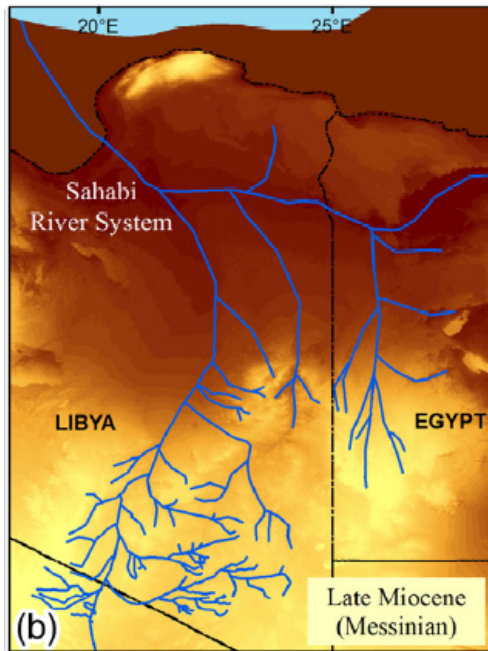 20°E 25°E
Sahabi
River System
LIBYA EGYPT
Late Miocene
(Messinian)
(b)